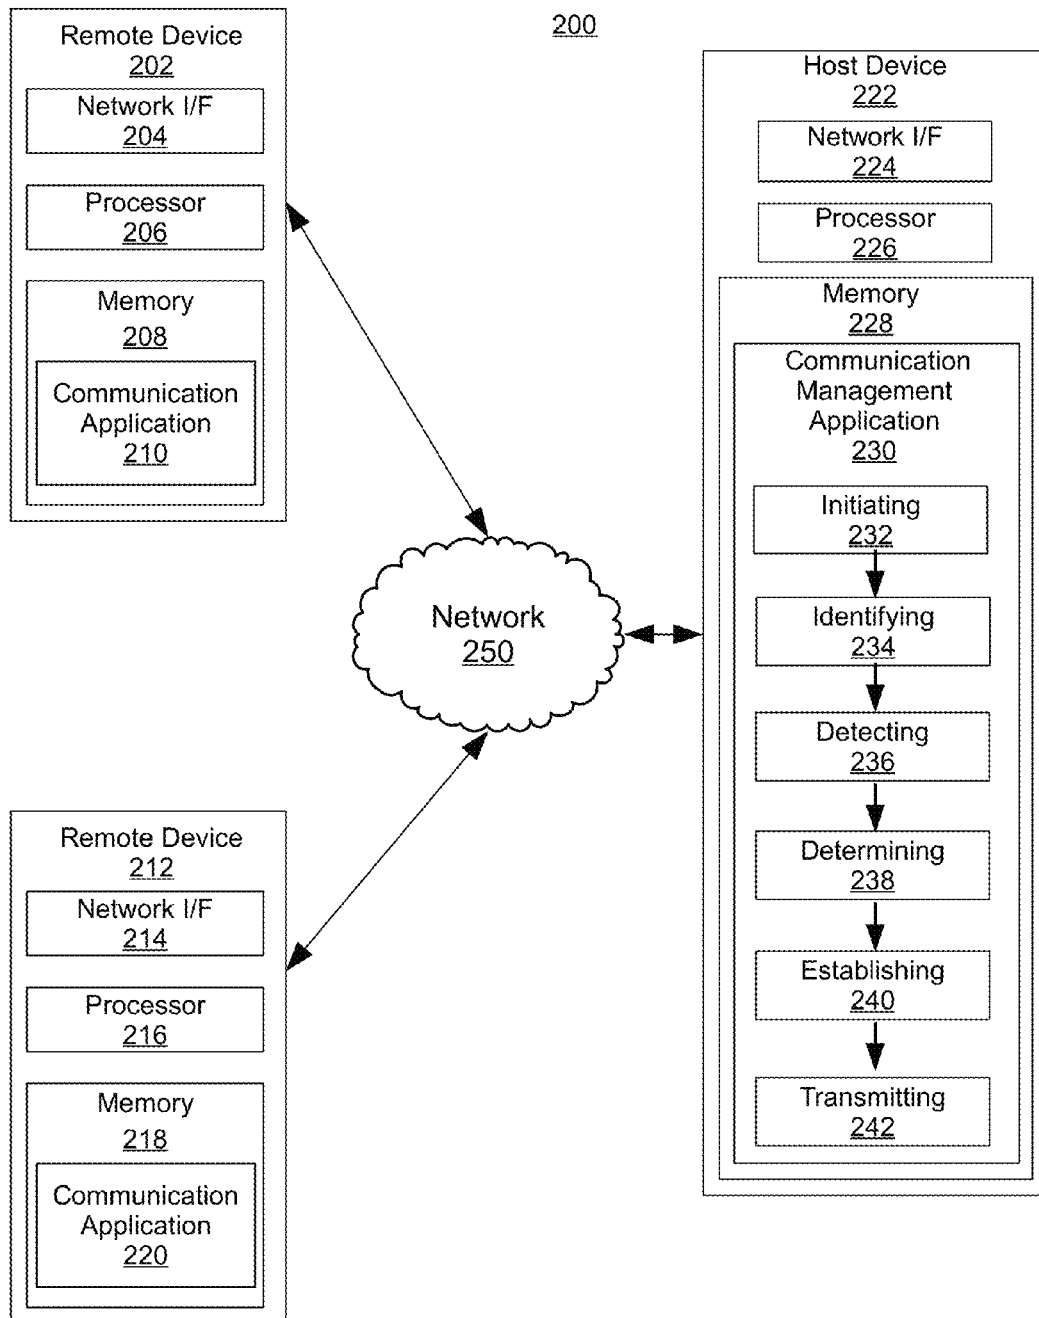 200
Remote Device
202
Network I/F
204
Processor
206
Memory
208
Communication
Application
210
Network
250
Remote Device
212
Network I/F
214
Processor
216
Memory
218
Communication
Application
220
Host Device
222
Network I/F
224
Processor
226
Memory
228
Communication
Management
Application
230
Initiating
232
Identifying
234
Detecting
236
Determining
238
Establishing
240
Transmitting
242